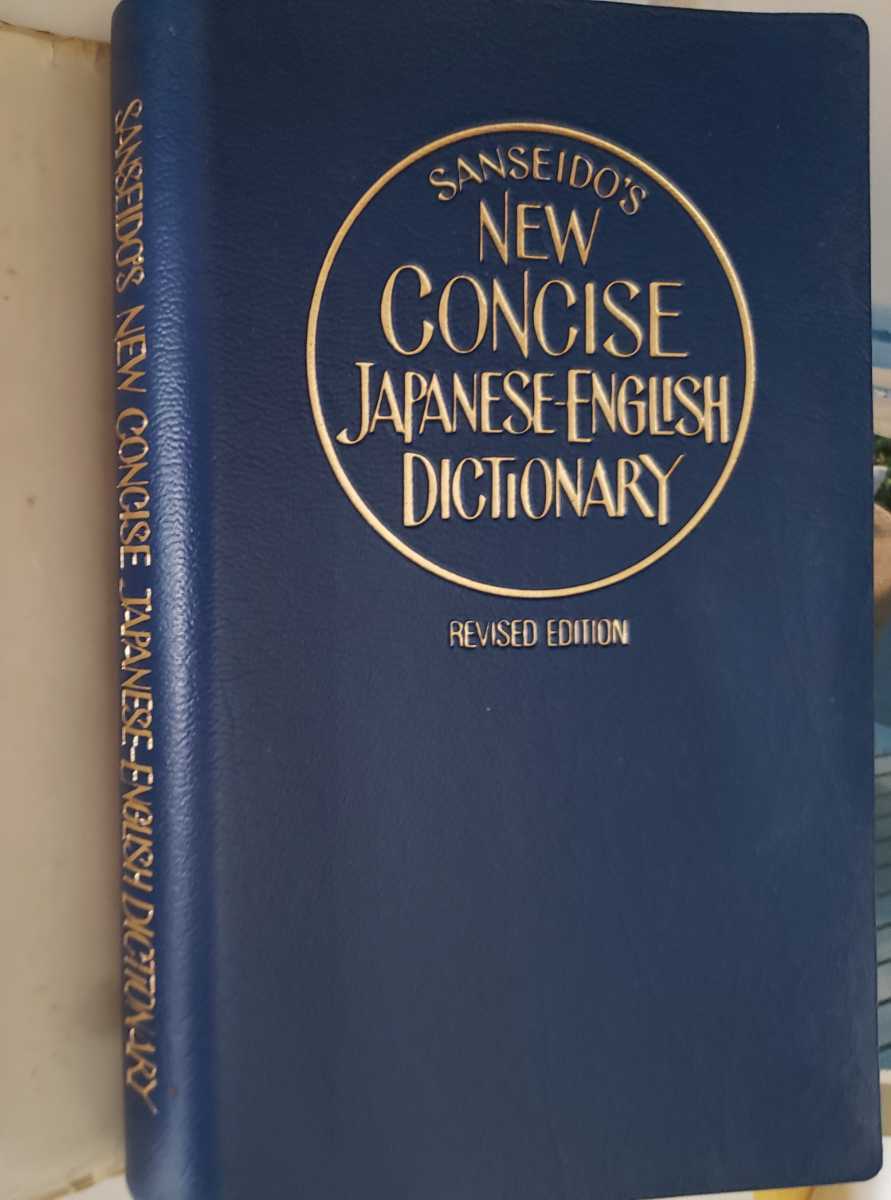 SANSEIDO'S
NEW
CONCISE
JAPANESE-ENGLISH
DICTIONARY
REVISED EDITION
SANSEIDO'S NEW CONCISE JAPANESE-ENGLISH DICTIONARY